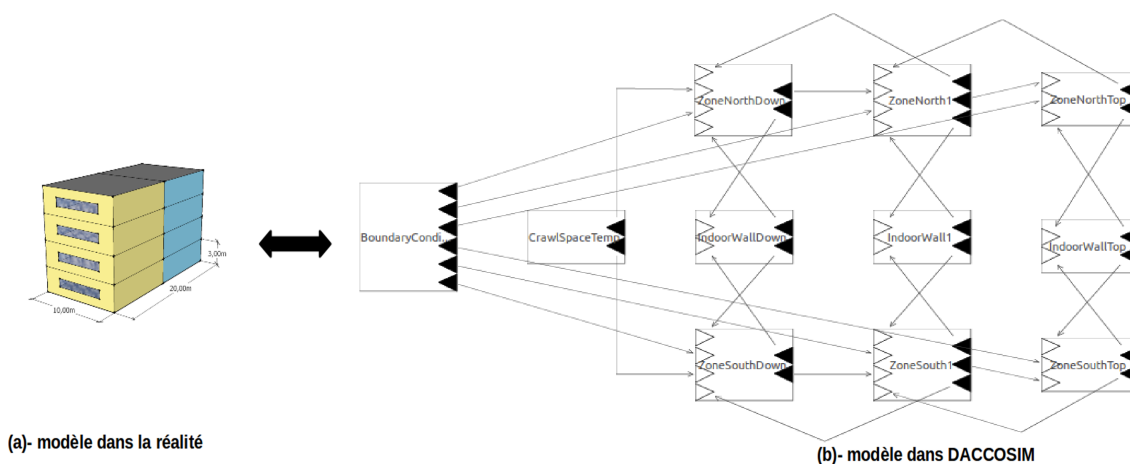 ZoneNorthDown
ZoneNorth1
ZoneNorthTop
BoundaryCondi...
CrawlSpaceTemp
IndoorWallDown
IndoorWall1
IndoorWallTop
3,00m
20,00m
10,00m
ZoneSouthDown
ZoneSouth1
ZoneSouthTop
(a)- modèle dans la réalité
(b)- modèle dans DACCOSIM